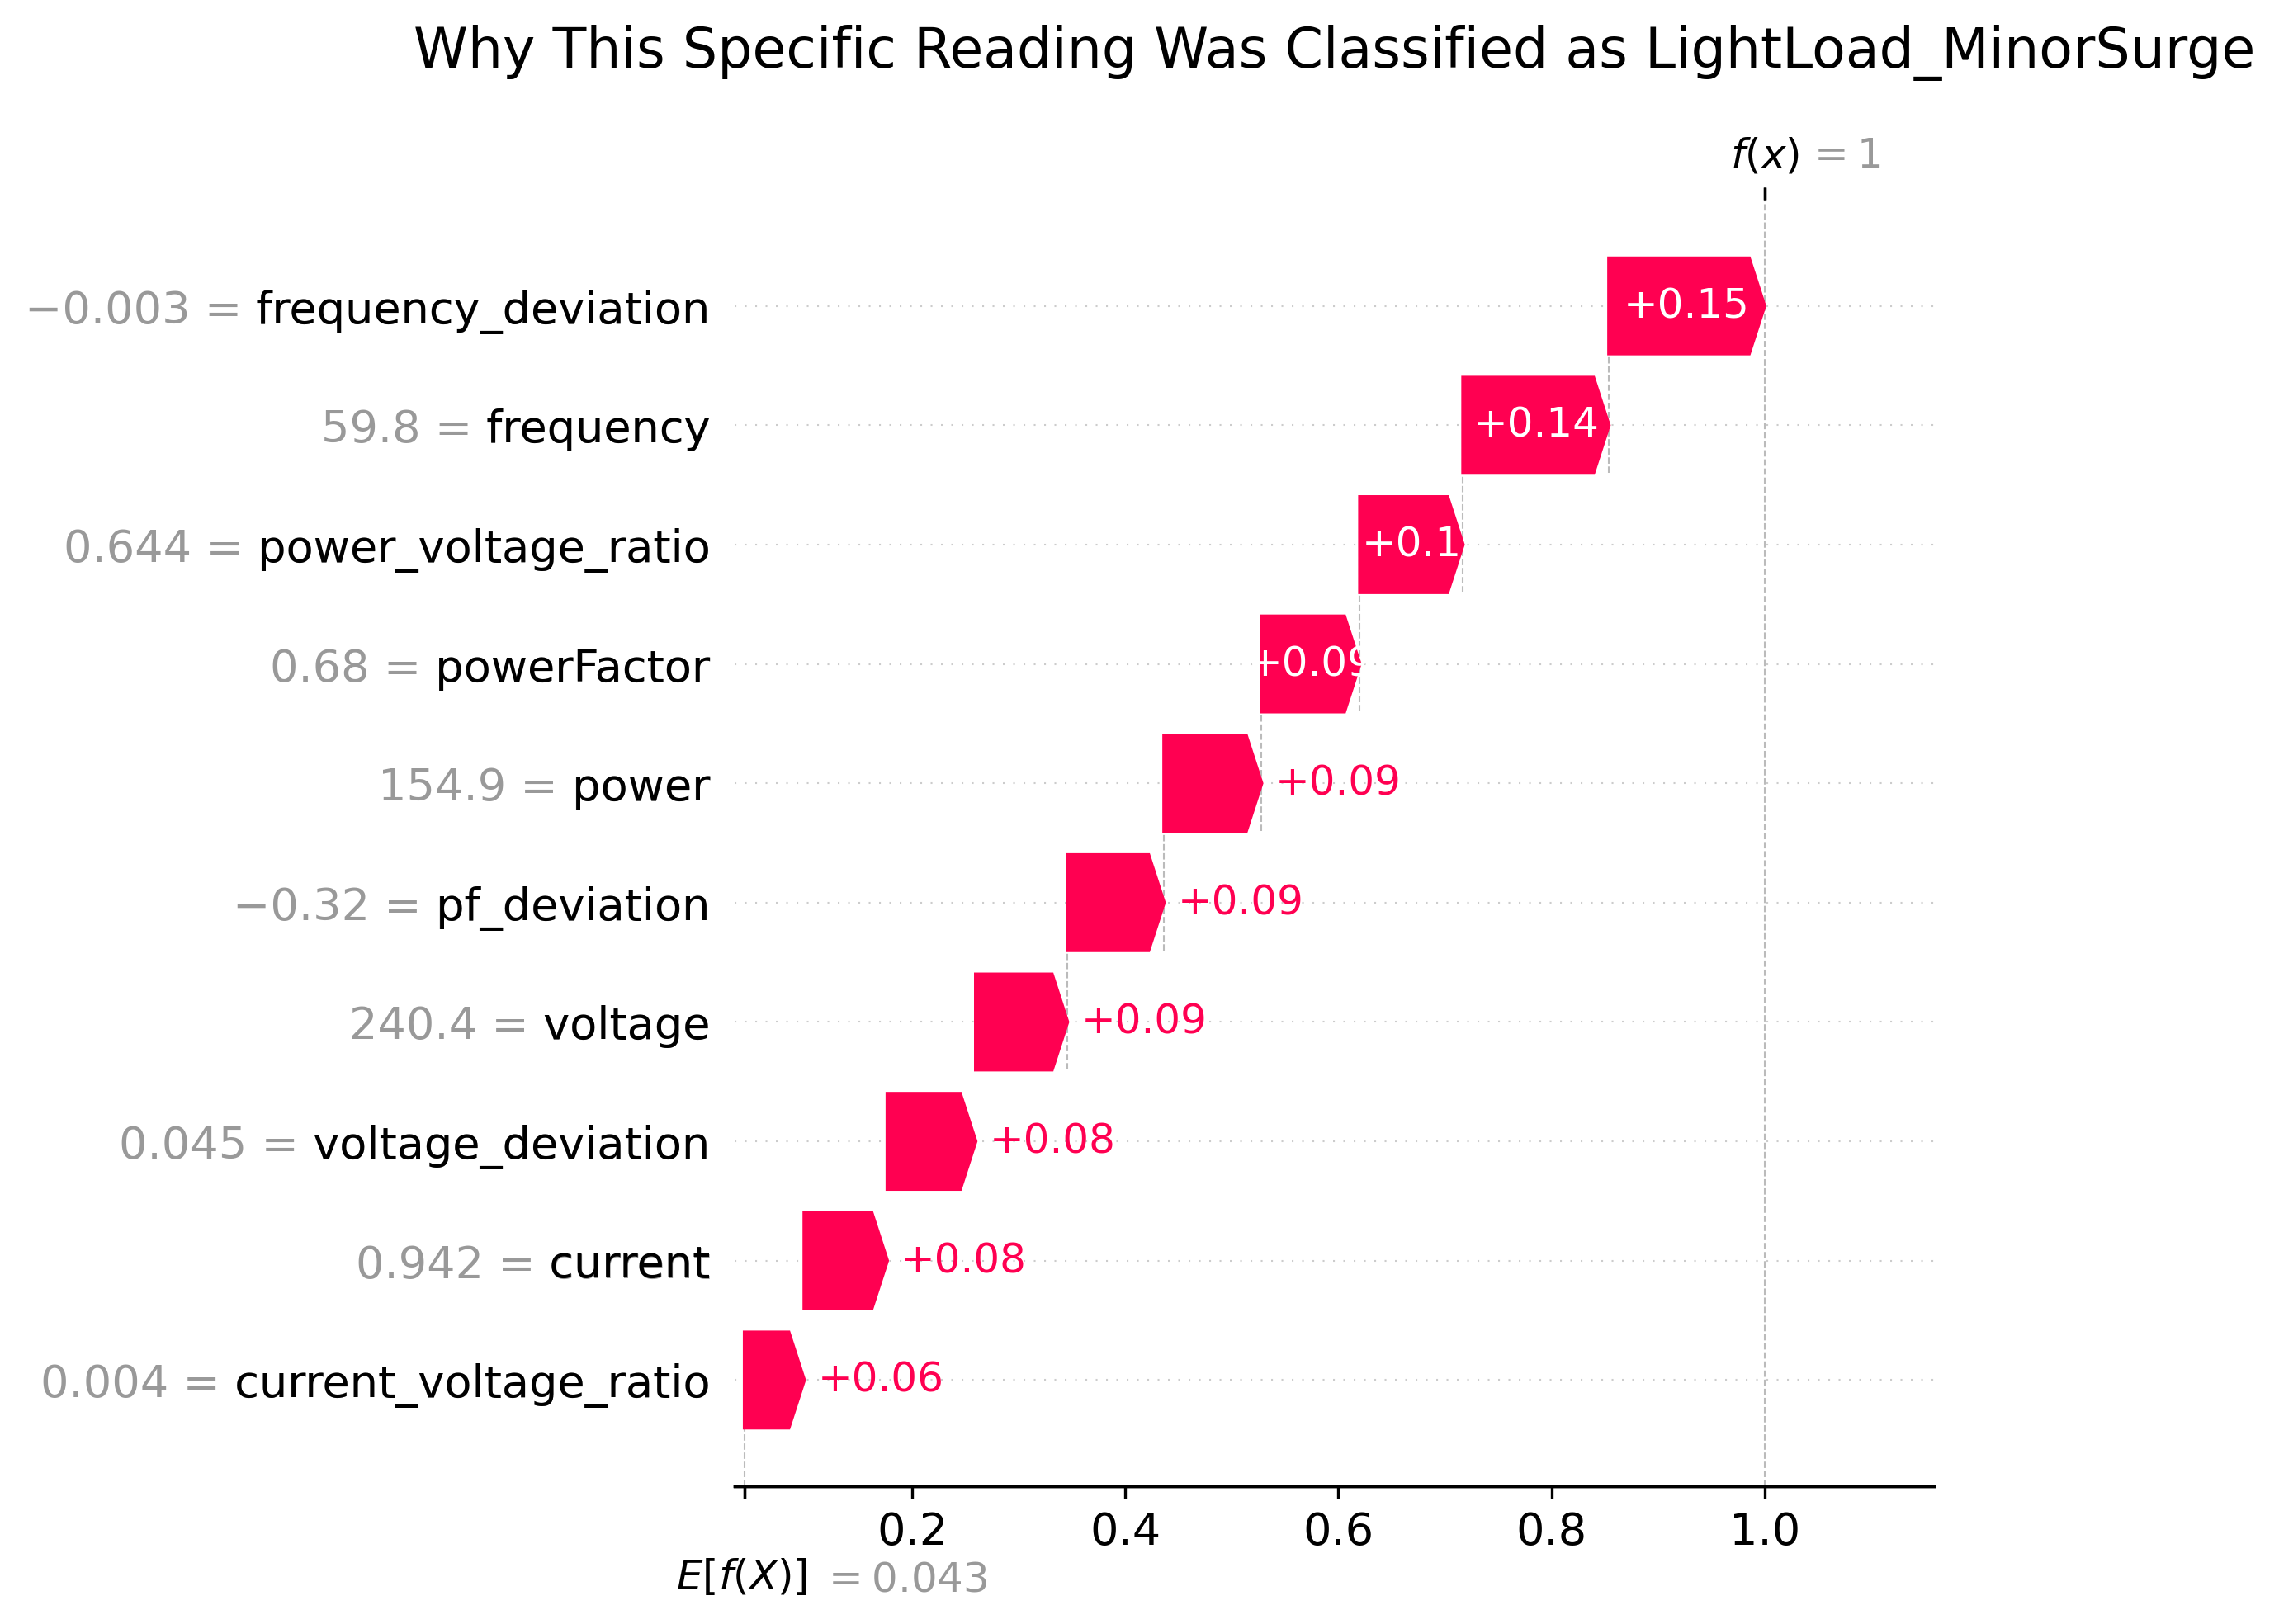 Why This Specific Reading Was Classified as LightLoad_MinorSurge
f(x) = 1
−0.003 = frequency_deviation +0.15
59.8 = frequency +0.14
0.644 = power_voltage_ratio +0.1
0.68 = powerFactor +0.09
154.9 = power +0.09
−0.32 = pf_deviation +0.09
240.4 = voltage +0.09
0.045 = voltage_deviation +0.08
0.942 = current +0.08
0.004 = current_voltage_ratio +0.06
0.2 0.4 0.6 0.8 1.0
E[f(X)] = 0.043